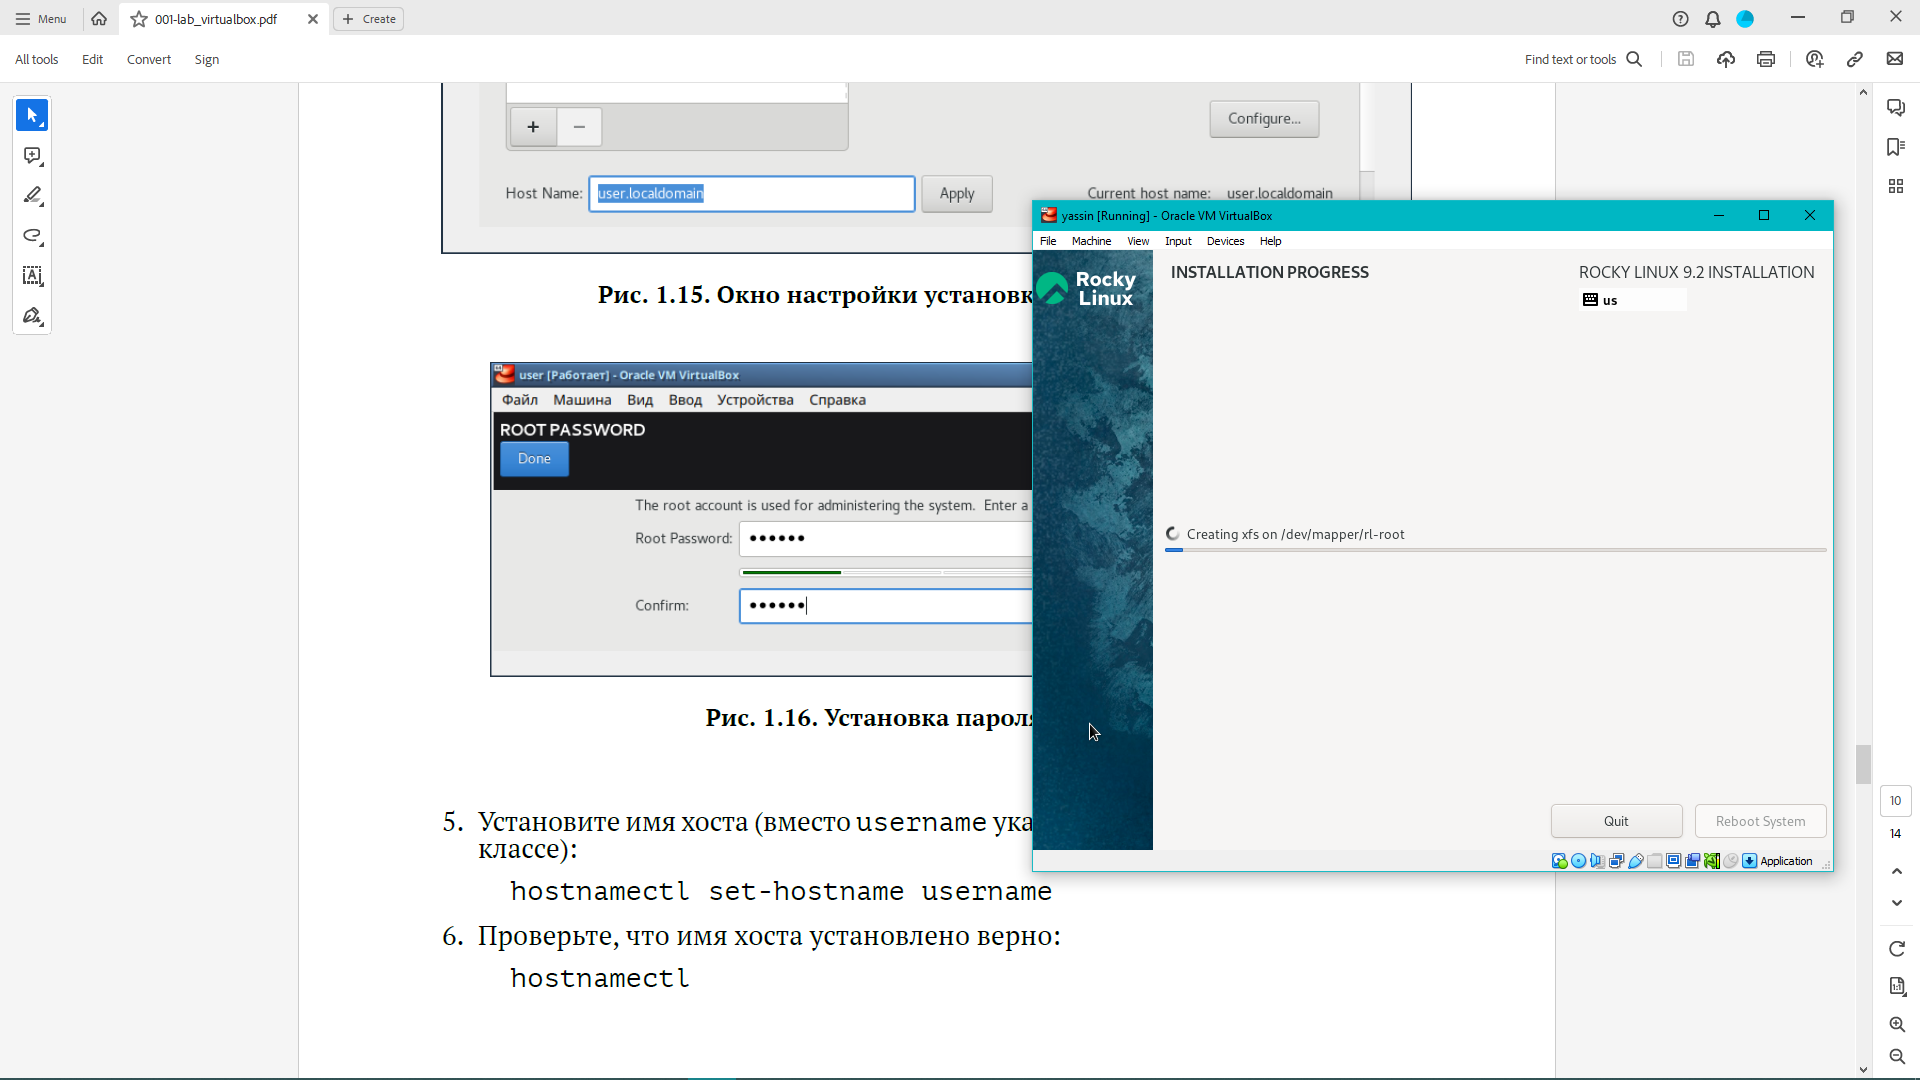 Menu
001-lab_virtualbox.pdf
Create
All tools
Edit
Convert
Sign
Find text or tools
+
−
Configure...
Host Name:
user.localdomain
Apply
Current host name:
user.localdomain
Рис. 1.15. Окно настройки установк
user [Работает] - Oracle VM VirtualBox
Файл Машина Вид Ввод Устройства Справка
ROOT PASSWORD
Done
The root account is used for administering the system. Enter a
Root Password: ••••••
Confirm: ••••••
Рис. 1.16. Установка пароля
5. Установите имя хоста (вместо username ука
классе):
hostnamectl set-hostname username
6. Проверьте, что имя хоста установлено верно:
hostnamectl
yassin [Running] - Oracle VM VirtualBox
File Machine View Input Devices Help
Rocky
Linux
INSTALLATION PROGRESS
ROCKY LINUX 9.2 INSTALLATION
us
Creating xfs on /dev/mapper/rl-root
Quit
Reboot System
Application
10
14
1:1